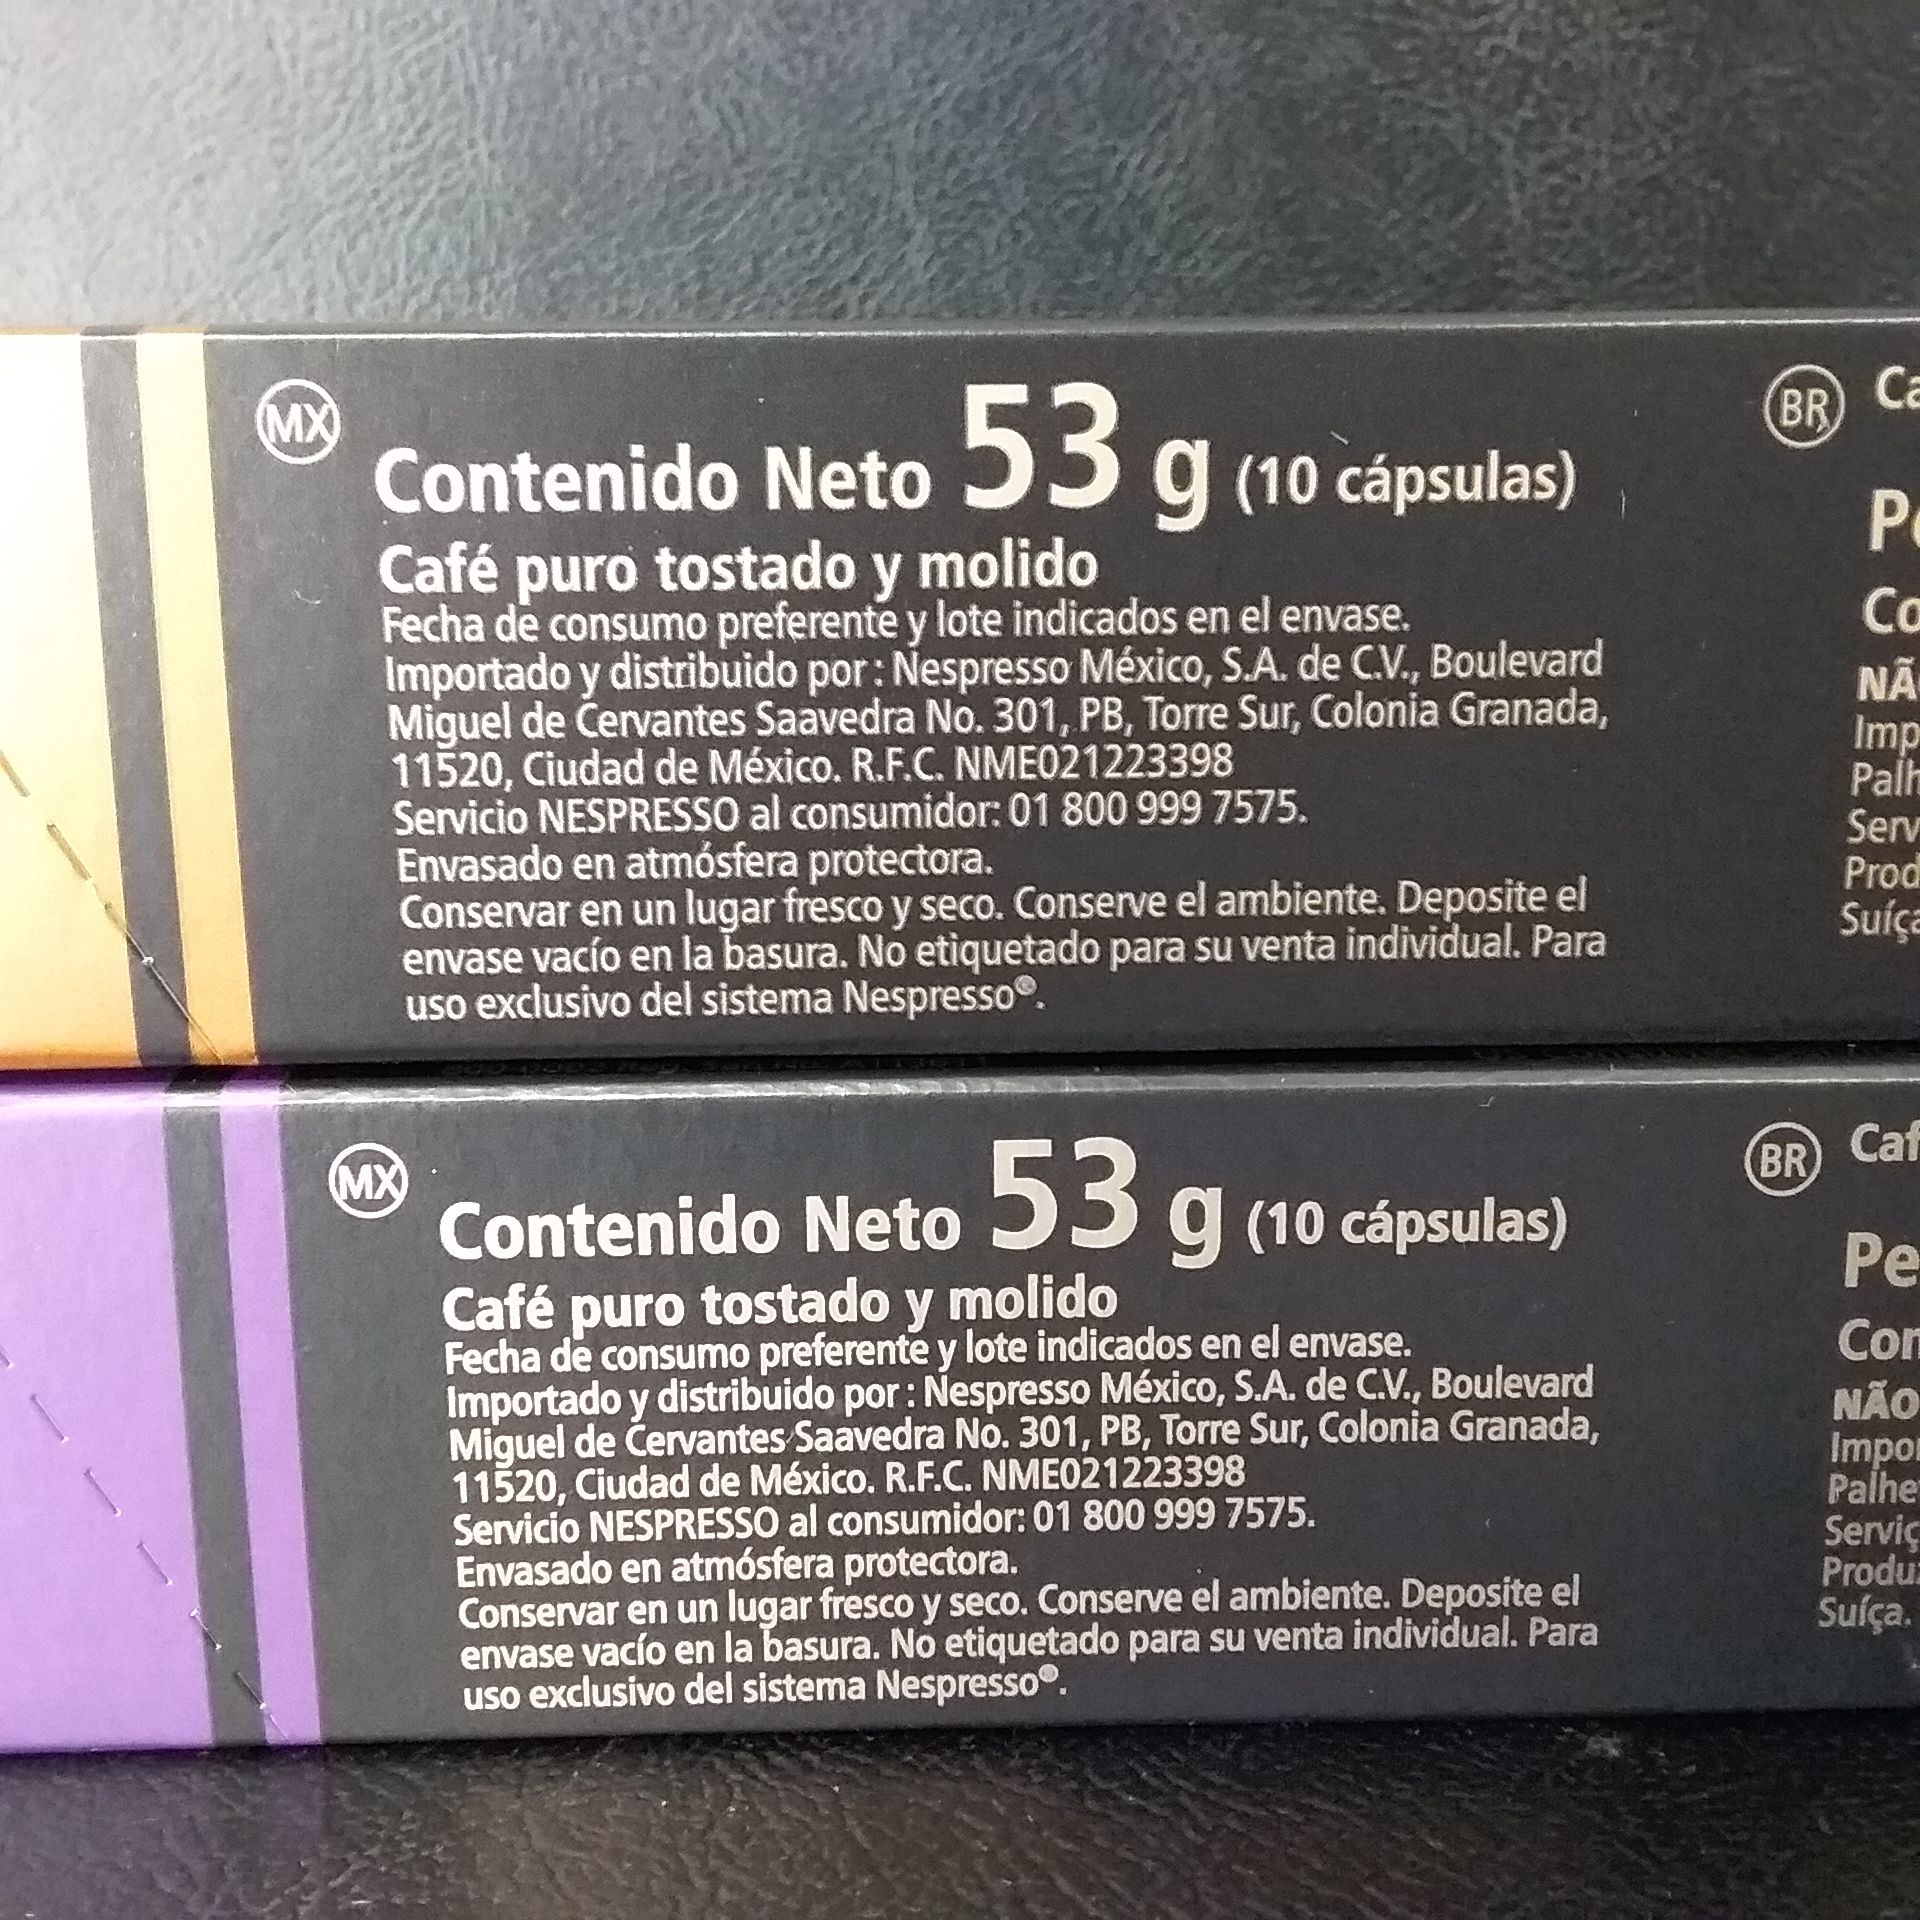 MX
Contenido Neto 53 g (10 cápsulas)
Café puro tostado y molido
Fecha de consumo preferente y lote indicados en el envase.
Importado y distribuido por: Nespresso México, S.A. de C.V., Boulevard
Miguel de Cervantes Saavedra No. 301, PB, Torre Sur, Colonia Granada,
11520, Ciudad de México. R.F.C. NME021223398
Servicio NESPRESSO al consumidor: 01 800 999 7575.
Envasado en atmósfera protectora.
Conservar en un lugar fresco y seco. Conserve el ambiente. Deposite el
envase vacío en la basura. No etiquetado para su venta individual. Para
uso exclusivo del sistema Nespresso®.
BR
MX
Contenido Neto 53 g (10 cápsulas)
Café puro tostado y molido
Fecha de consumo preferente y lote indicados en el envase.
Importado y distribuido por: Nespresso México, S.A. de C.V., Boulevard
Miguel de Cervantes Saavedra No. 301, PB, Torre Sur, Colonia Granada,
11520, Ciudad de México. R.F.C. NME021223398
Servicio NESPRESSO al consumidor: 01 800 999 7575.
Envasado en atmósfera protectora.
Conservar en un lugar fresco y seco. Conserve el ambiente. Deposite el
envase vacío en la basura. No etiquetado para su venta individual. Para
uso exclusivo del sistema Nespresso®.
BR
NÃO
Suíça.